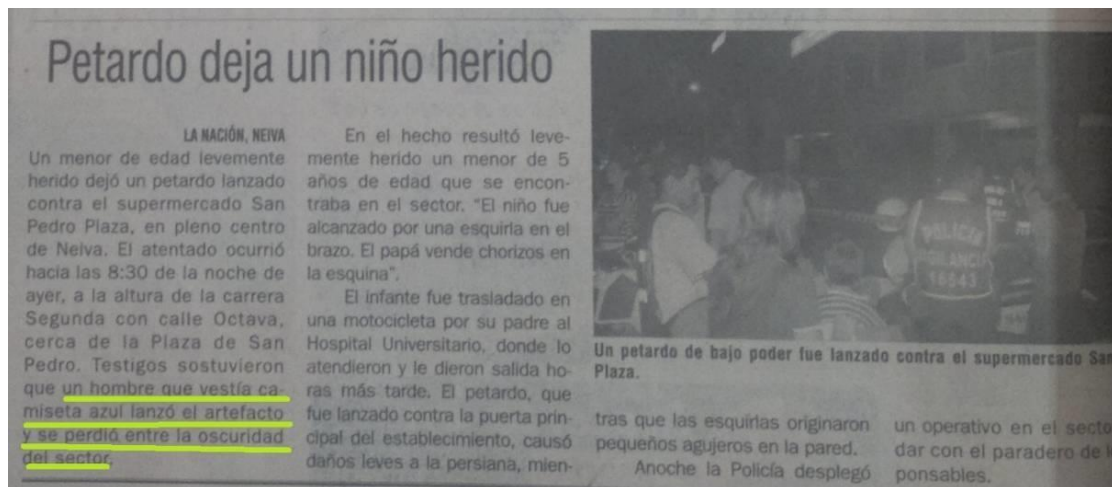 Petardo deja un niño herido
LA NACIÓN, NEIVA
Un menor de edad levemente
herido dejó un petardo lanzado
contra el supermercado San
Pedro Plaza, en pleno centro
de Neiva. El atentado ocurrió
hacia las 8:30 de la noche de
ayer, a la altura de la carrera
Segunda con calle Octava,
cerca de la Plaza de San
Pedro. Testigos sostuvieron
que un hombre que vestía ca-
miseta azul lanzó el artefacto
y se perdió entre la oscuridad
del sector.
En el hecho resultó leve-
mente herido un menor de 5
años de edad que se encon-
traba en el sector. "El niño fue
alcanzado por una esquirla en el
brazo. El papá vende chorizos en
la esquina".
El infante fue trasladado en
una motocicleta por su padre al
Hospital Universitario, donde lo
atendieron y le dieron salida ho-
ras más tarde. El petardo, que
fue lanzado contra la puerta prin-
cipal del establecimiento, causó
daños leves a la persiana, mien-
POLICIA
VIGILANCIA
16843
Un petardo de bajo poder fue lanzado contra el supermercado San
Plaza.
tras que las esquirlas originaron
pequeños agujeros en la pared.
Anoche la Policía desplegó
un operativo en el secto
dar con el paradero de l
ponsables.